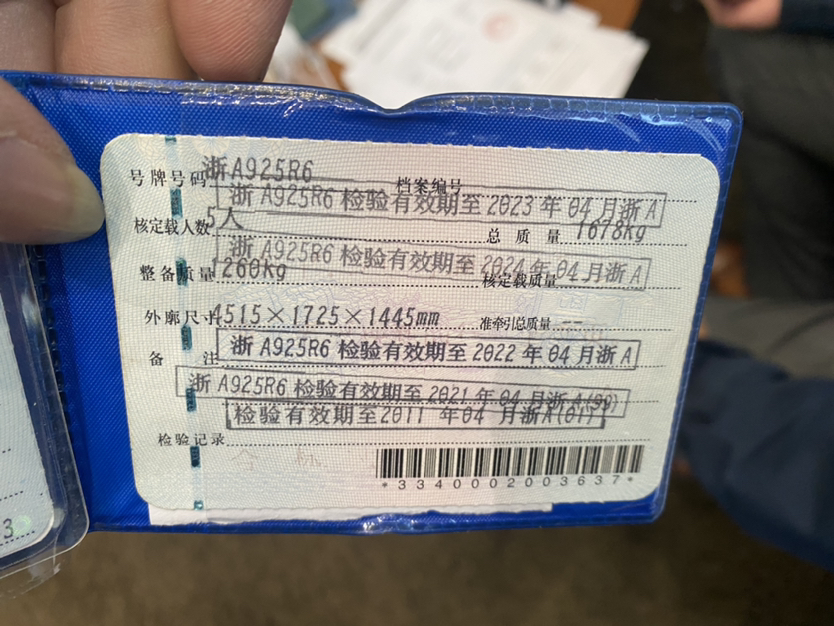 号牌号码 浙A925R6 档案编号
浙A925R6检验有效期至2023年04月浙A
核定载人数 5人 总质量 1678kg
浙A925R6检验有效期至2024年04月浙A
整备质量 1260kg 核定载质量
外廓尺寸 4515×1725×1445mm 准牵引总质量 --
备注 浙A925R6检验有效期至2022年04月浙A
浙A925R6检验有效期至2021年04月浙A(99)
检验有效期至2011 年04 月浙A(01)
检验记录
*3340002003637*
3